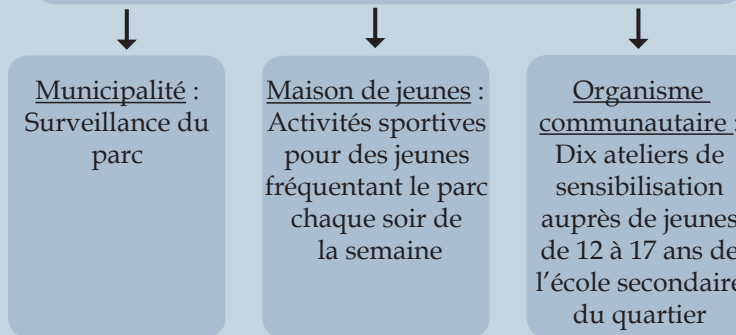 Municipalité :
Surveillance du
parc
Maison de jeunes :
Activités sportives
pour des jeunes
fréquentant le parc
chaque soir de
la semaine
Organisme
communautaire :
Dix ateliers de
sensibilisation
auprès de jeunes
de 12 à 17 ans de
l’école secondaire
du quartier